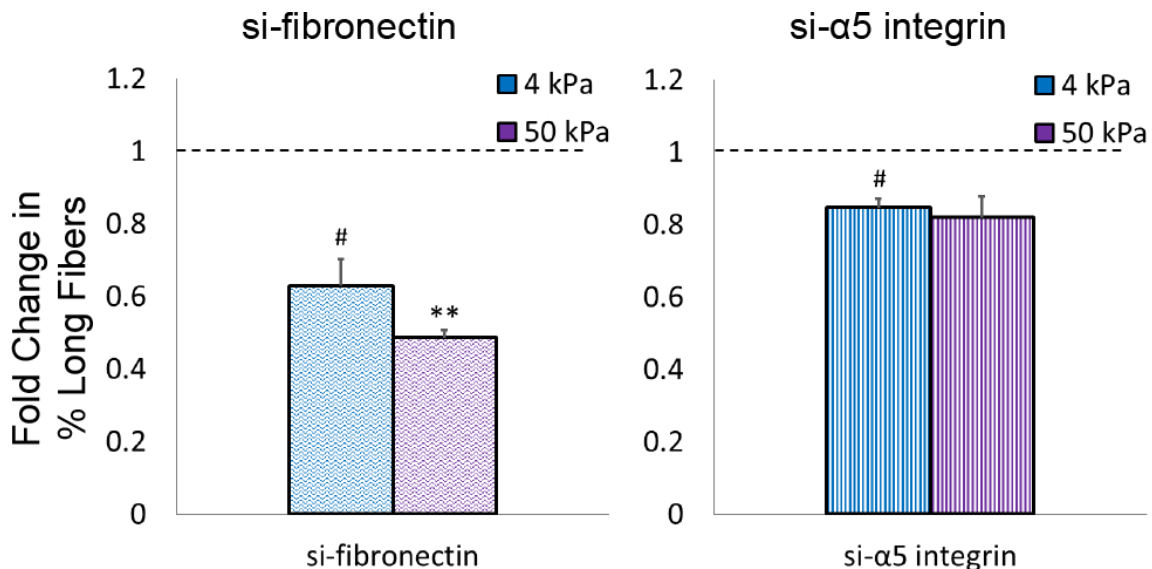 si-fibronectin
4 kPa
50 kPa
1.2
1
0.8
0.6
0.4
0.2
0
Fold Change in
% Long Fibers
#
**
si-fibronectin
si-α5 integrin
4 kPa
50 kPa
1.2
1
0.8
0.6
0.4
0.2
0
#
si-α5 integrin